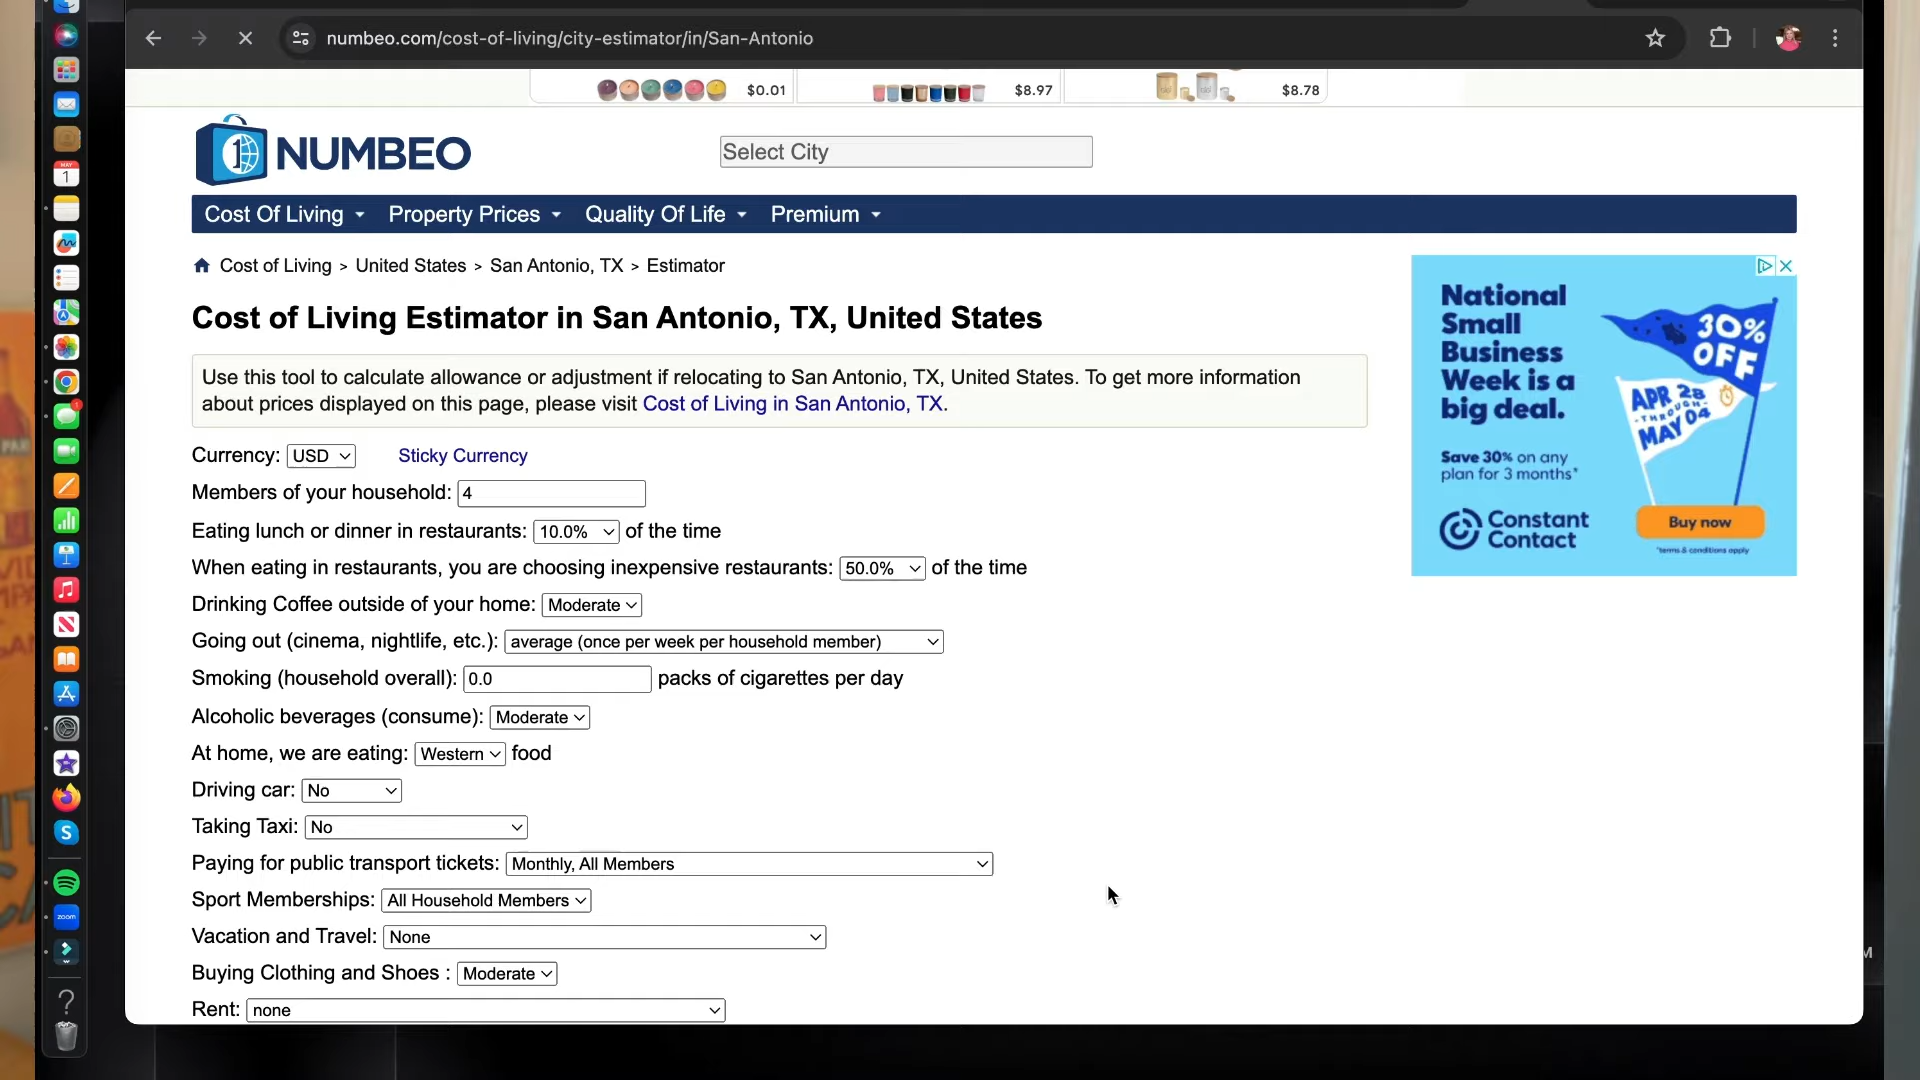 numbeo.com/cost-of-living/city-estimator/in/San-Antonio
$0.01
$8.97
$8.78
NUMBEO
Select City
Cost Of Living
Property Prices
Quality Of Life
Premium
Cost of Living > United States > San Antonio, TX > Estimator
Cost of Living Estimator in San Antonio, TX, United States
Use this tool to calculate allowance or adjustment if relocating to San Antonio, TX, United States. To get more information
about prices displayed on this page, please visit Cost of Living in San Antonio, TX.
Currency: USD Sticky Currency
Members of your household: 4
Eating lunch or dinner in restaurants: 10.0% of the time
When eating in restaurants, you are choosing inexpensive restaurants: 50.0% of the time
Drinking Coffee outside of your home: Moderate
Going out (cinema, nightlife, etc.): average (once per week per household member)
Smoking (household overall): 0.0 packs of cigarettes per day
Alcoholic beverages (consume): Moderate
At home, we are eating: Western food
Driving car: No
Taking Taxi: No
Paying for public transport tickets: Monthly, All Members
Sport Memberships: All Household Members
Vacation and Travel: None
Buying Clothing and Shoes : Moderate
Rent: none
National
Small
Business
Week is a
big deal.
Save 30% on any
plan for 3 months*
Constant
Contact
30%
OFF
APR 28
-THROUGH-
MAY 04
Buy now
*terms & conditions apply
MAY
1
1
zoom